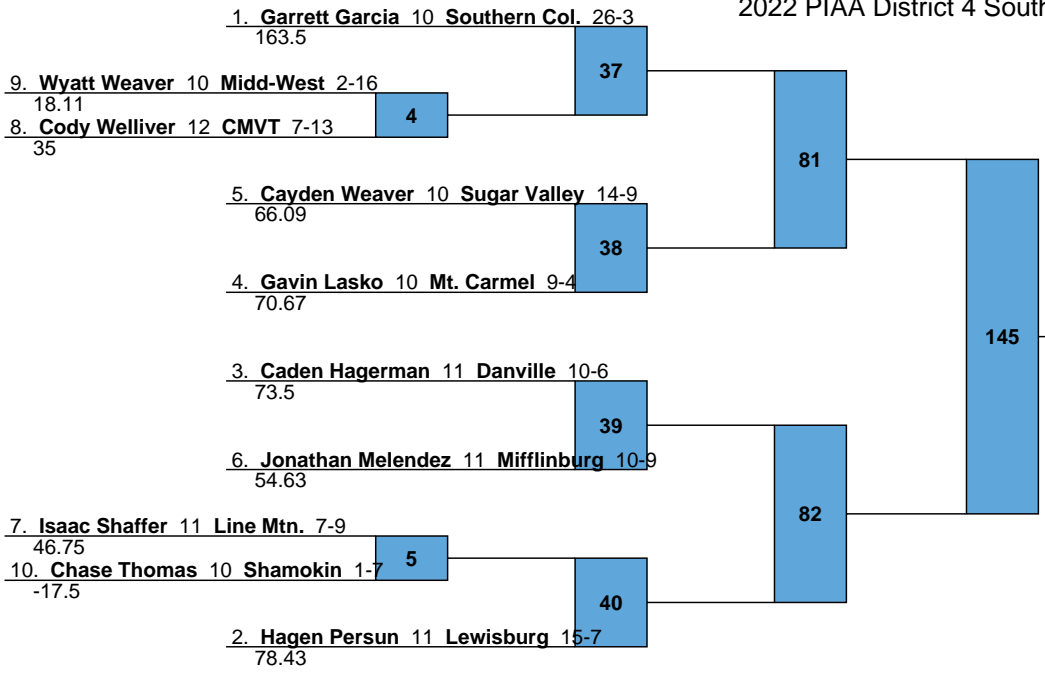 2022 PIAA District 4 South
1. Garrett Garcia 10 Southern Col. 26-3
163.5
37
9. Wyatt Weaver 10 Midd-West 2-16
18.11
4
8. Cody Welliver 12 CMVT 7-13
35
81
5. Cayden Weaver 10 Sugar Valley 14-9
66.09
38
4. Gavin Lasko 10 Mt. Carmel 9-4
70.67
145
3. Caden Hagerman 11 Danville 10-6
73.5
39
6. Jonathan Melendez 11 Mifflinburg 10-9
54.63
82
7. Isaac Shaffer 11 Line Mtn. 7-9
46.75
5
10. Chase Thomas 10 Shamokin 1-7
-17.5
40
2. Hagen Persun 11 Lewisburg 15-7
78.43